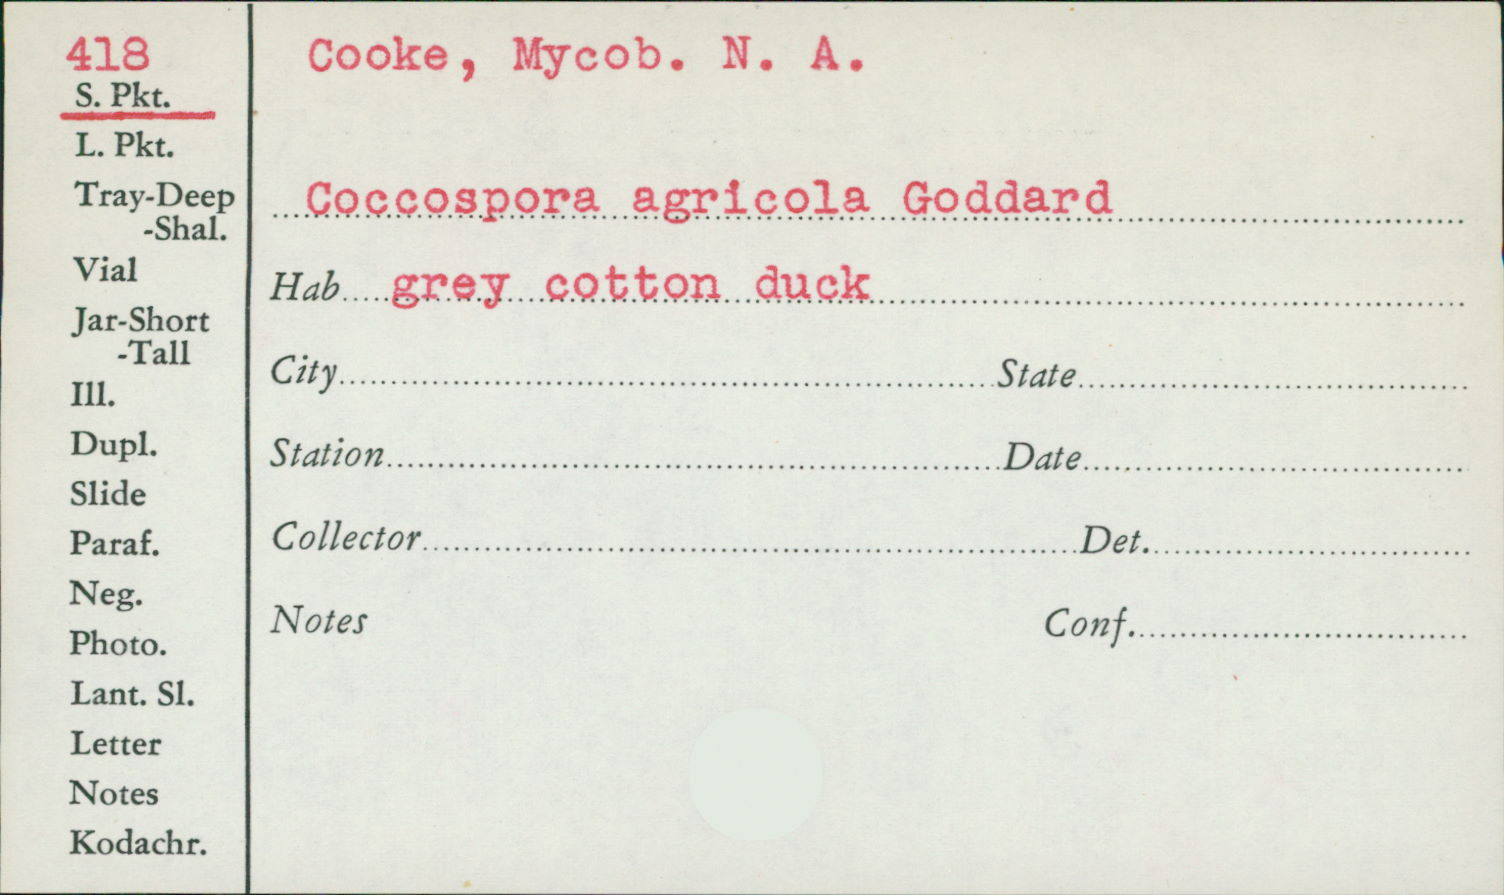 418
S. Pkt.
L. Pkt.
Tray-Deep
-Shal.
Vial
Jar-Short
-Tall
Ill.
Dupl.
Slide
Paraf.
Neg.
Photo.
Lant. Sl.
Letter
Notes
Kodachr.
Cooke, Mycob. N. A.
Coccospora agricola Goddard
Hab grey cotton duck
City State
Station Date
Collector Det.
Notes Conf.